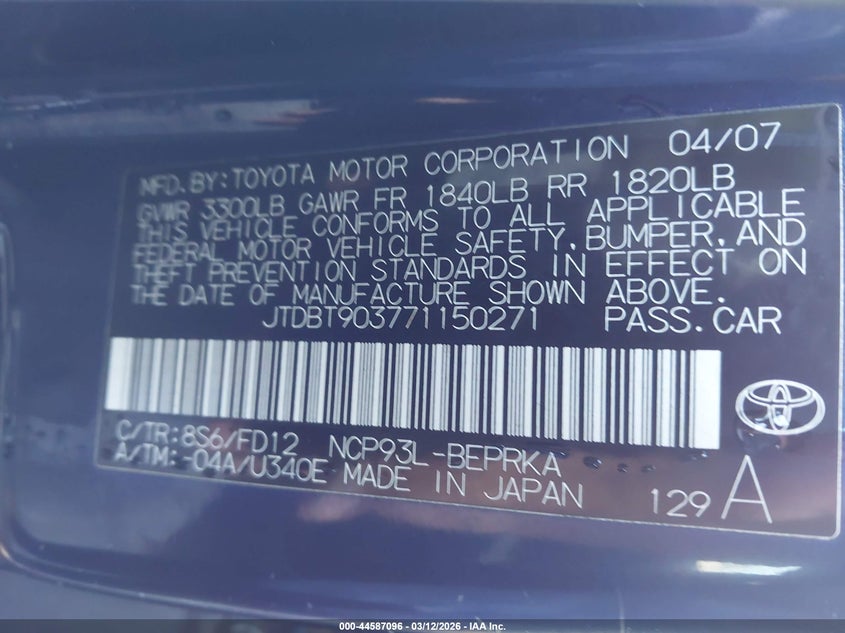 MFD.BY:TOYOTA MOTOR CORPORATION 04/07
GVWR 3300LB GAWR FR 1840LB RR 1820LB
THIS VEHICLE CONFORMS TO ALL APPLICABLE
FEDERAL MOTOR VEHICLE SAFETY,BUMPER,AND
THEFT PREVENTION STANDARDS IN EFFECT ON
THE DATE OF MANUFACTURE SHOWN ABOVE.
JTDBT903771150271 PASS.CAR
C/TR:8S6/FD12 NCP93L-BEPRKA
A/TM:-04A/U340E MADE IN JAPAN
129 A
000-44587096 - 03/12/2026 - IAA Inc.